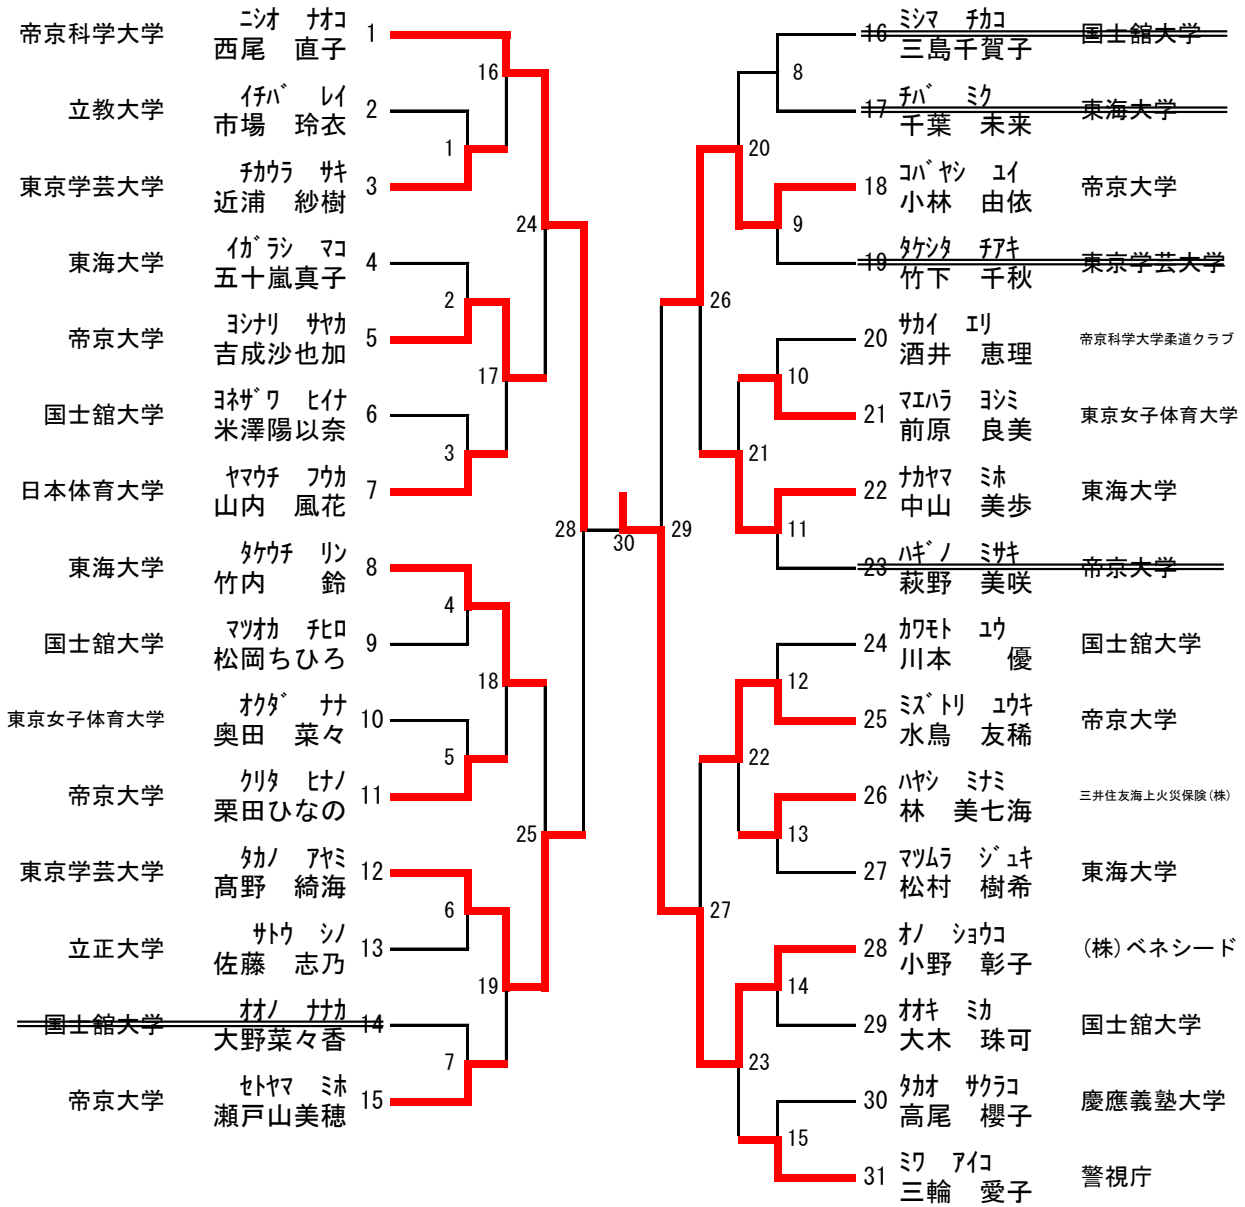 ニシオ　ナオコ
帝京科学大学　西尾　直子　1
イチバ　レイ
立教大学　市場　玲衣　2
チカウラ　サキ
東京学芸大学　近浦　紗樹　3
イガラシ　マコ
東海大学　五十嵐真子　4
ヨシナリ　サヤカ
帝京大学　吉成沙也加　5
ヨネザワ　ヒイナ
国士舘大学　米澤陽以奈　6
ヤマウチ　フウカ
日本体育大学　山内　風花　7
タケウチ　リン
東海大学　竹内　鈴　8
マツオカ　チヒロ
国士舘大学　松岡ちひろ　9
オクダ　ナナ
東京女子体育大学　奥田　菜々　10
クリタ　ヒナノ
帝京大学　栗田ひなの　11
タカノ　アヤミ
東京学芸大学　髙野　綺海　12
サトウ　シノ
立正大学　佐藤　志乃　13
オオノ　ナナカ
国士舘大学　大野菜々香　14
セトヤマ　ミホ
帝京大学　瀬戸山美穂　15
1
2
3
4
5
6
7
16
17
18
19
24
25
28
30
29
26
27
20
21
22
23
8
9
10
11
12
13
14
15
ミシマ　チカコ
16　三島千賀子　国士舘大学
チバ　ミク
17　千葉　未来　東海大学
コバヤシ　ユイ
18　小林　由依　帝京大学
タケシタ　チアキ
19　竹下　千秋　東京学芸大学
サカイ　エリ
20　酒井　恵理　帝京科学大学柔道クラブ
マエハラ　ヨシミ
21　前原　良美　東京女子体育大学
ナカヤマ　ミホ
22　中山　美歩　東海大学
ハギノ　ミサキ
23　萩野　美咲　帝京大学
カワモト　ユウ
24　川本　優　国士舘大学
ミズトリ　ユウキ
25　水鳥　友稀　帝京大学
ハヤシ　ミナミ
26　林　美七海　三井住友海上火災保険(株)
マツムラ　ジュキ
27　松村　樹希　東海大学
オノ　ショウコ
28　小野　彰子　(株)ベネシード
オオキ　ミカ
29　大木　珠可　国士舘大学
タカオ　サクラコ
30　高尾　櫻子　慶應義塾大学
ミワ　アイコ
31　三輪　愛子　警視庁